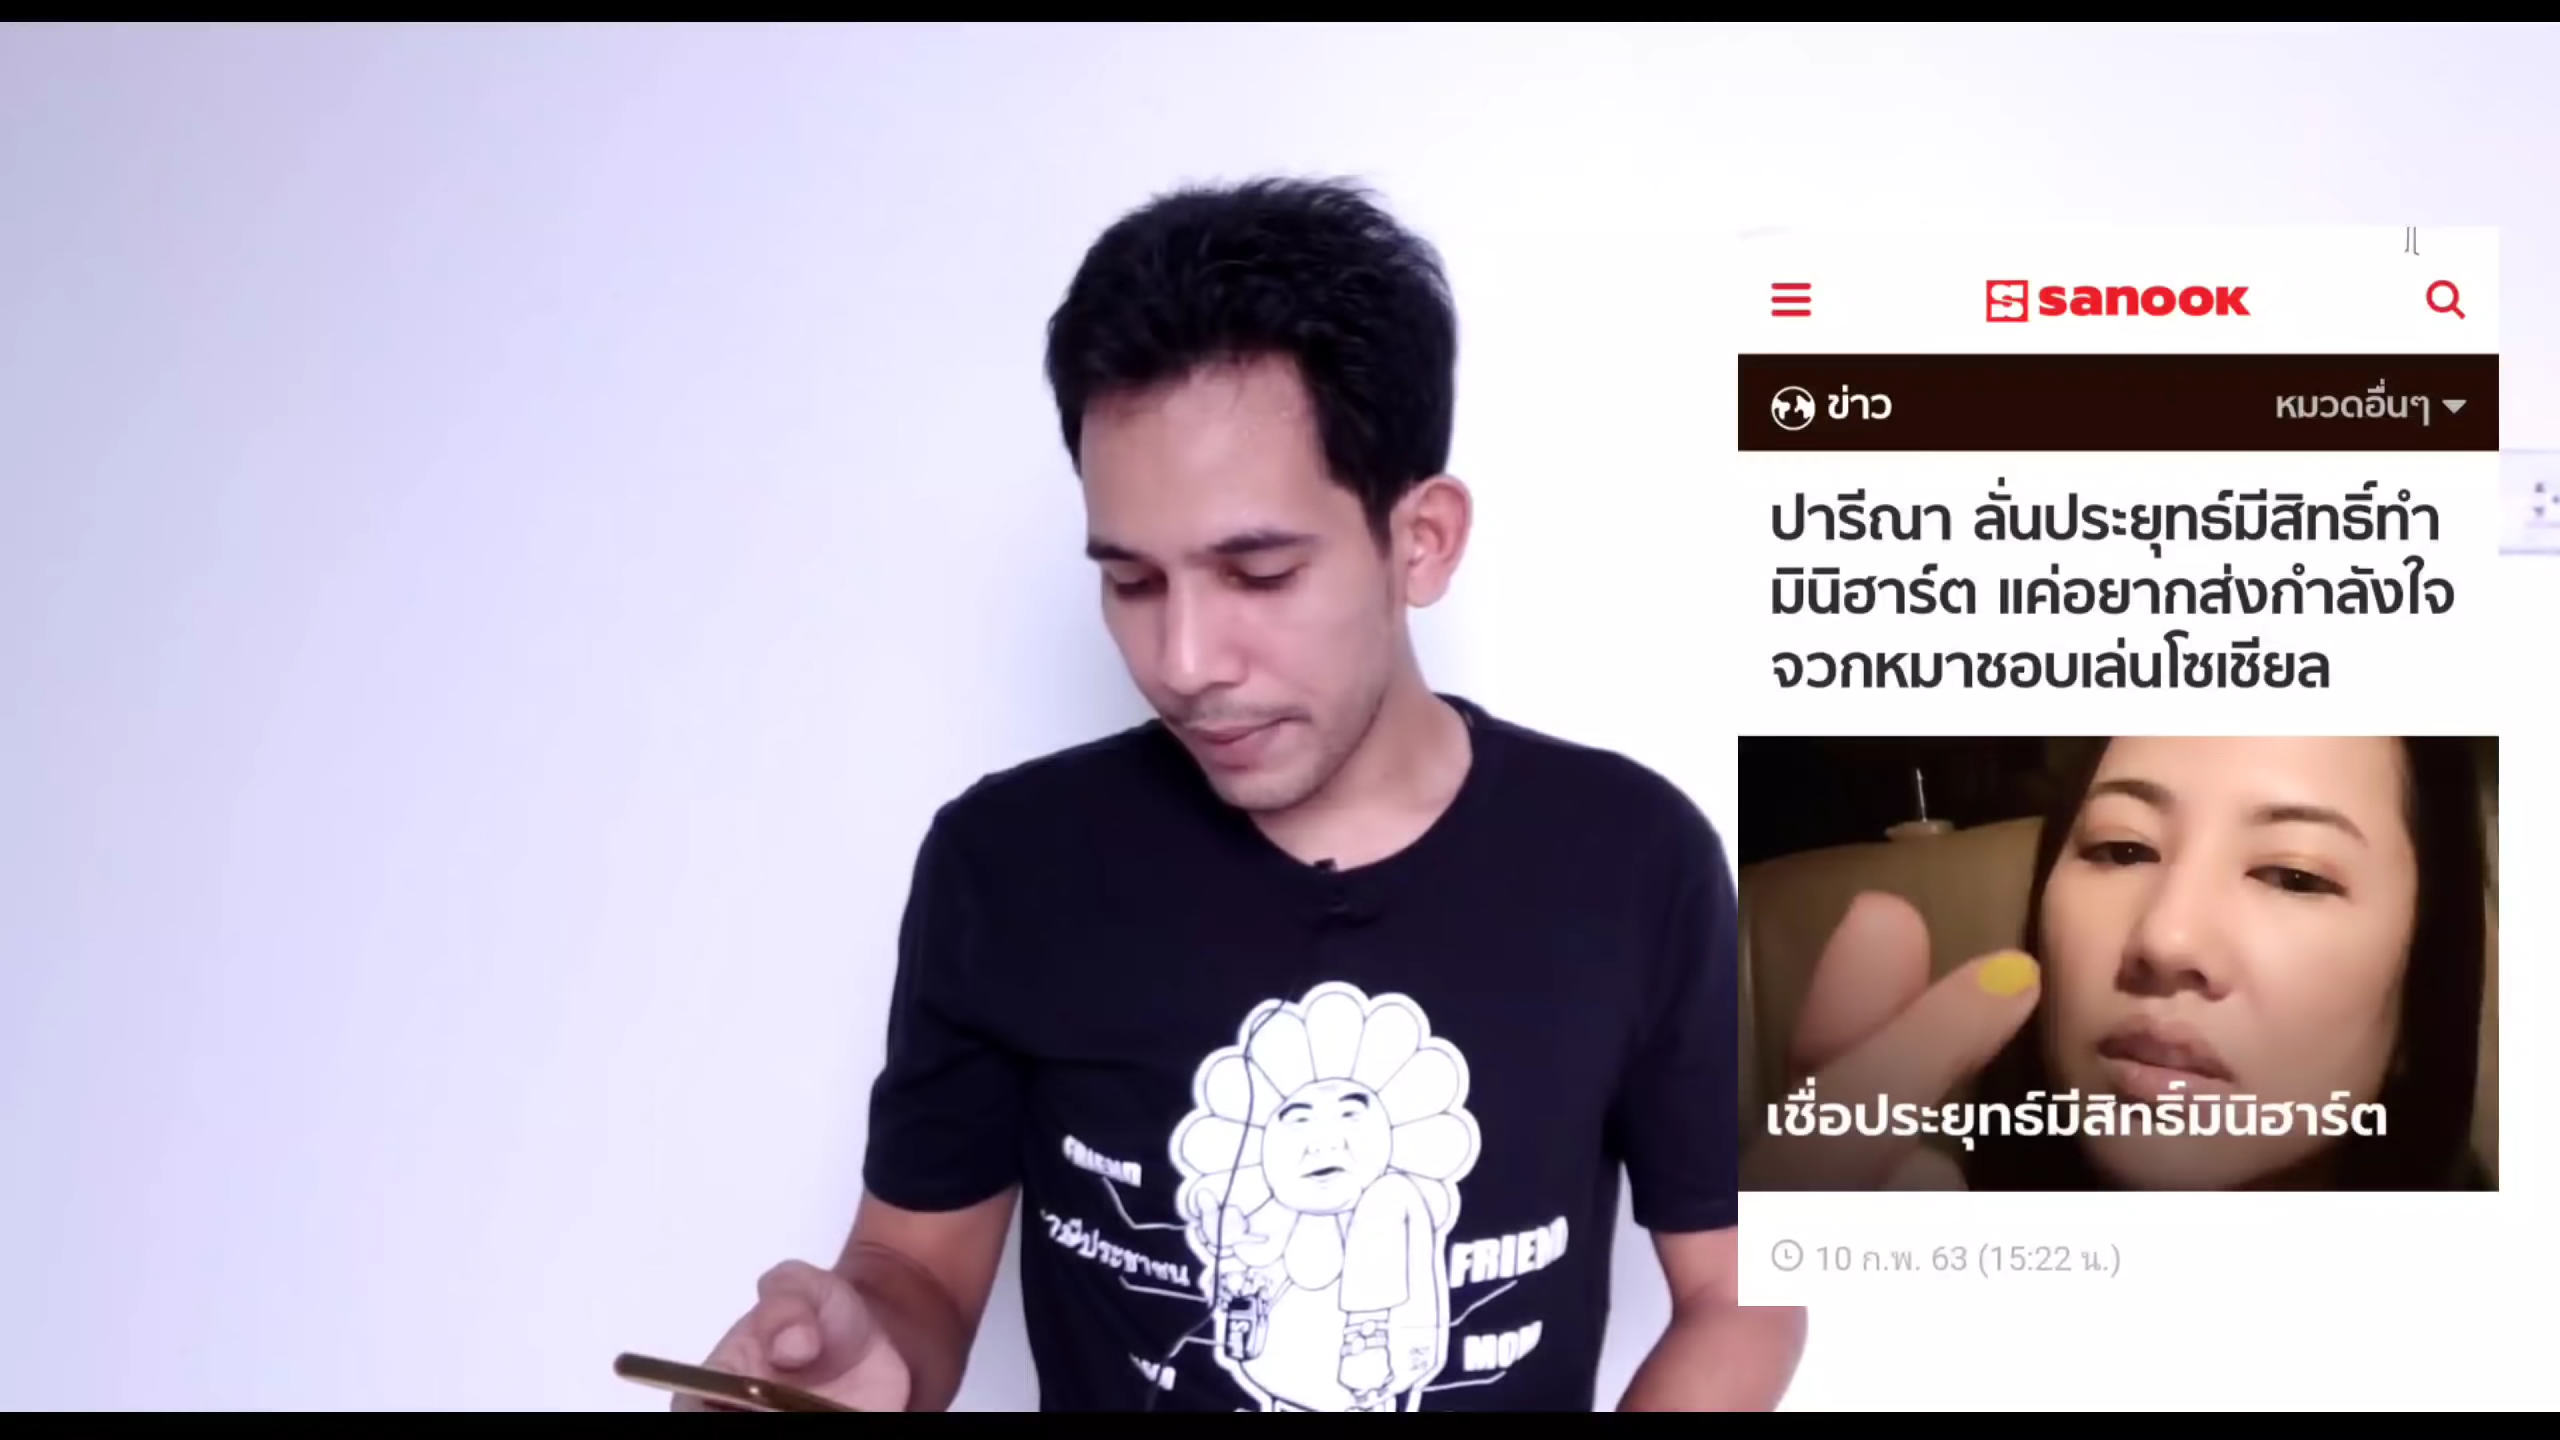 sanook
ข่าว
หมวดอื่นๆ
ปารีณา ลั่นประยุทธ์มีสิทธิ์ทำ
มินิฮาร์ต แค่อยากส่งกำลังใจ
จวกหมาชอบเล่นโซเชียล
เชื่อประยุทธ์มีสิทธิ์มินิฮาร์ต
10 ก.พ. 63 (15:22 น.)
FRIEND
ประชาชน
FRIEND
MOM